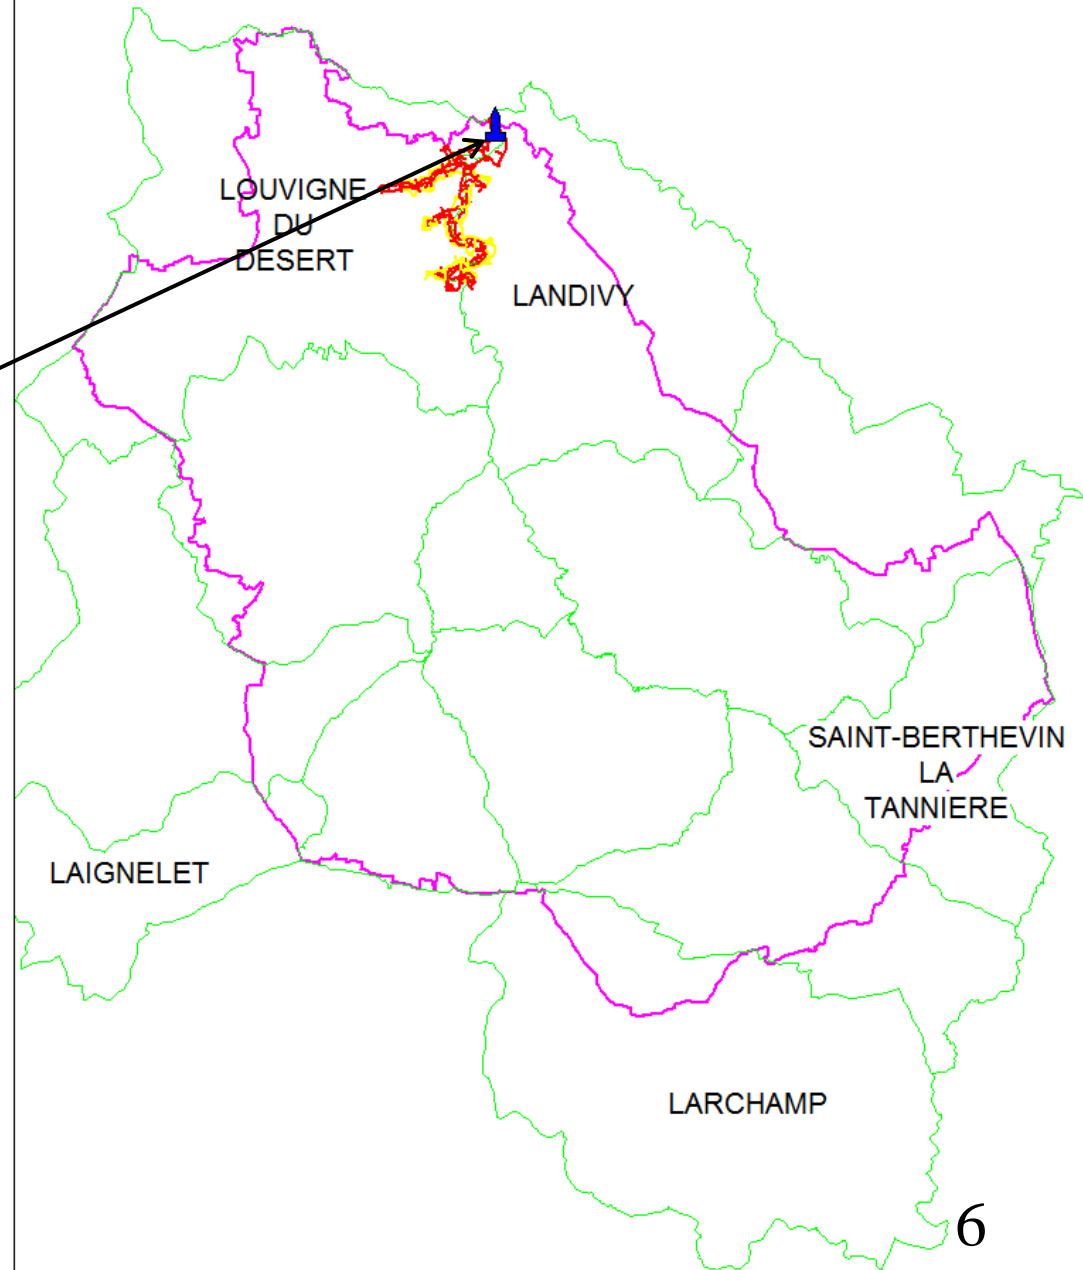 LOUVIGNE
DU
DESERT
LANDIVY
SAINT-BERTHEVIN
LA
TANNIERE
LAIGNELET
LARCHAMP
6